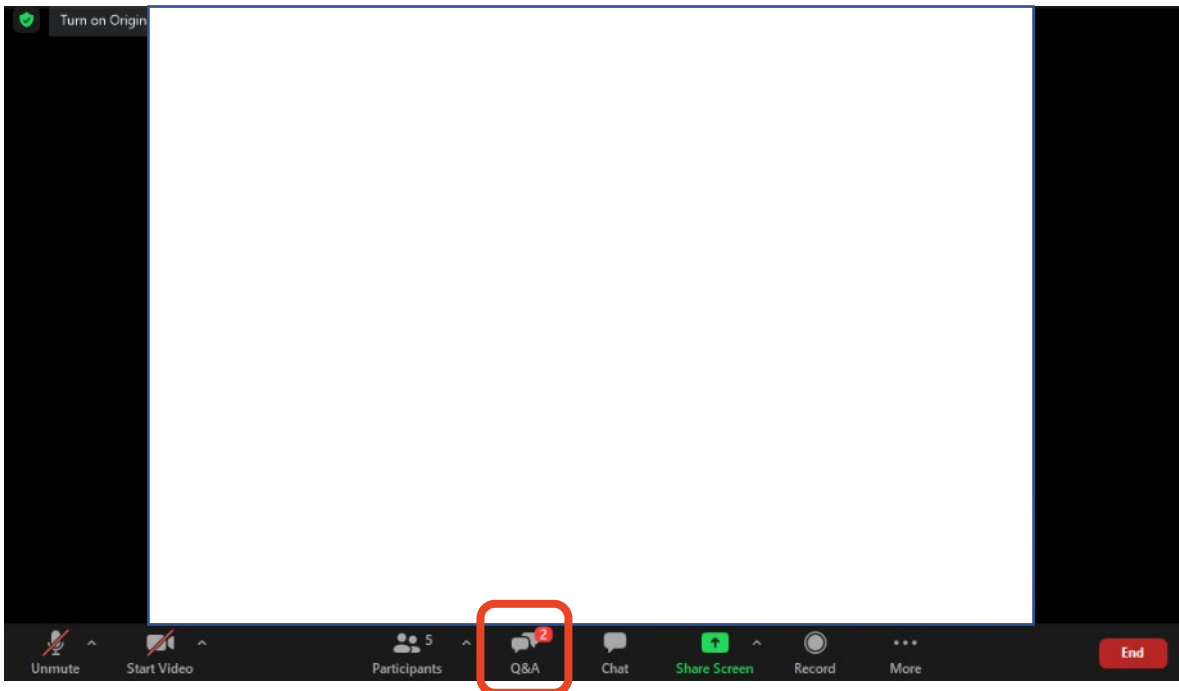 Turn on Origin
5
2
Unmute
Start Video
Participants
Q&A
Chat
Share Screen
Record
More
End